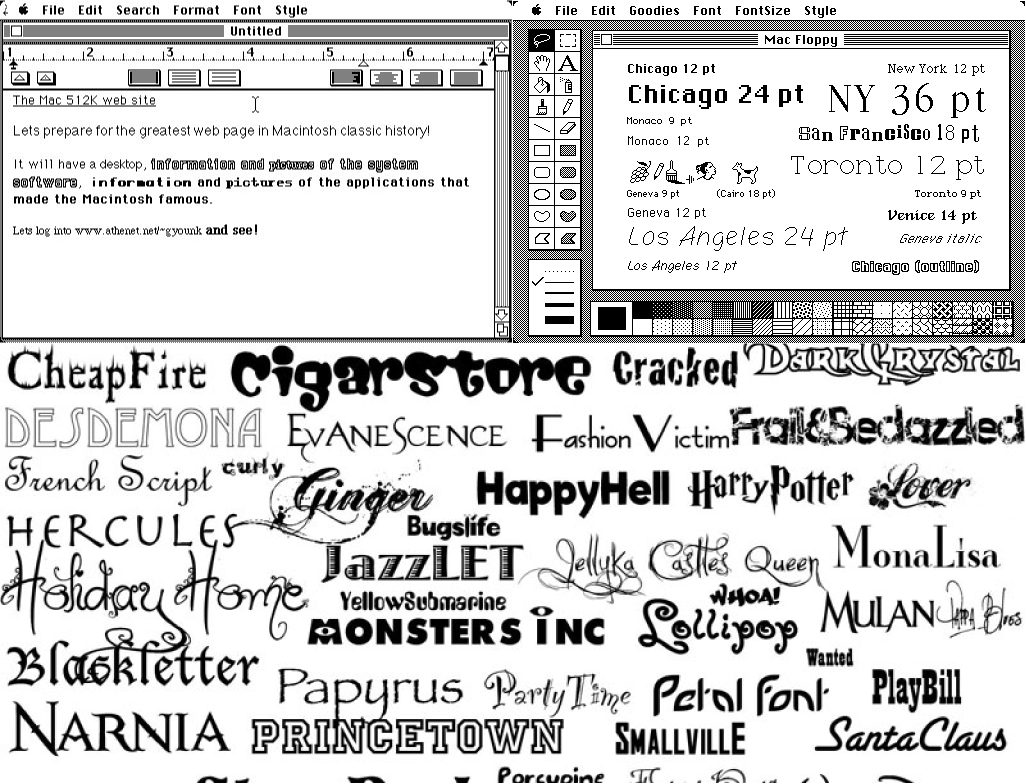 File Edit Search Format Font Style
Untitled
1 2 3 4 5 6 7
The Mac 512K web site
Lets prepare for the greatest web page in Macintosh classic history!
It will have a desktop, information and pictures of the system
software, information and pictures of the applications that
made the Macintosh famous.
Lets log into www.athenet.net/~gyounk and see!
File Edit Goodies Font FontSize Style
Mac Floppy
A
Chicago 12 pt New York 12 pt
Chicago 24 pt NY 36 pt
Monaco 9 pt San Francisco 18 pt
Monaco 12 pt
Toronto 12 pt
Geneva 9 pt (Cairo 18 pt) Toronto 9 pt
Geneva 12 pt Venice 14 pt
Los Angeles 24 pt Geneva italic
Los Angeles 12 pt Chicago (outline)
CheapFire CigarStore Cracked DarkCrystal
DESDEMONA EVANESCENCE Fashion Victim Frail&Bedazzled
French Script curly Ginger HappyHell HarryPotter Lover
HERCULES Bugslife
Holiday Home JazzLET Jellyka Castles Queen MonaLisa
YellowSubmarine WHOA!
MONSTERS INC Lollipop MULAN Pappa Blues
Blackletter Wanted
Papyrus PartyTime Petal Font PlayBill
NARNIA PRINCETOWN SMALLVILLE SantaClaus
Porcupine